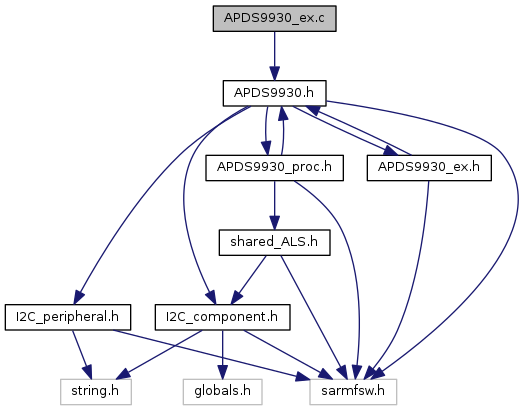 APDS9930_ex.c
APDS9930.h
APDS9930_proc.h
APDS9930_ex.h
shared_ALS.h
I2C_peripheral.h
I2C_component.h
string.h
globals.h
sarmfsw.h